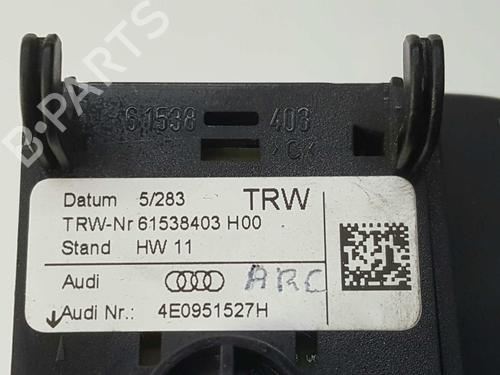 61538 403
B-PARTS
Datum 5/283 TRW
TRW-Nr 61538403 H00
Stand HW 11
Audi ARC
Audi Nr.: 4E0951527H